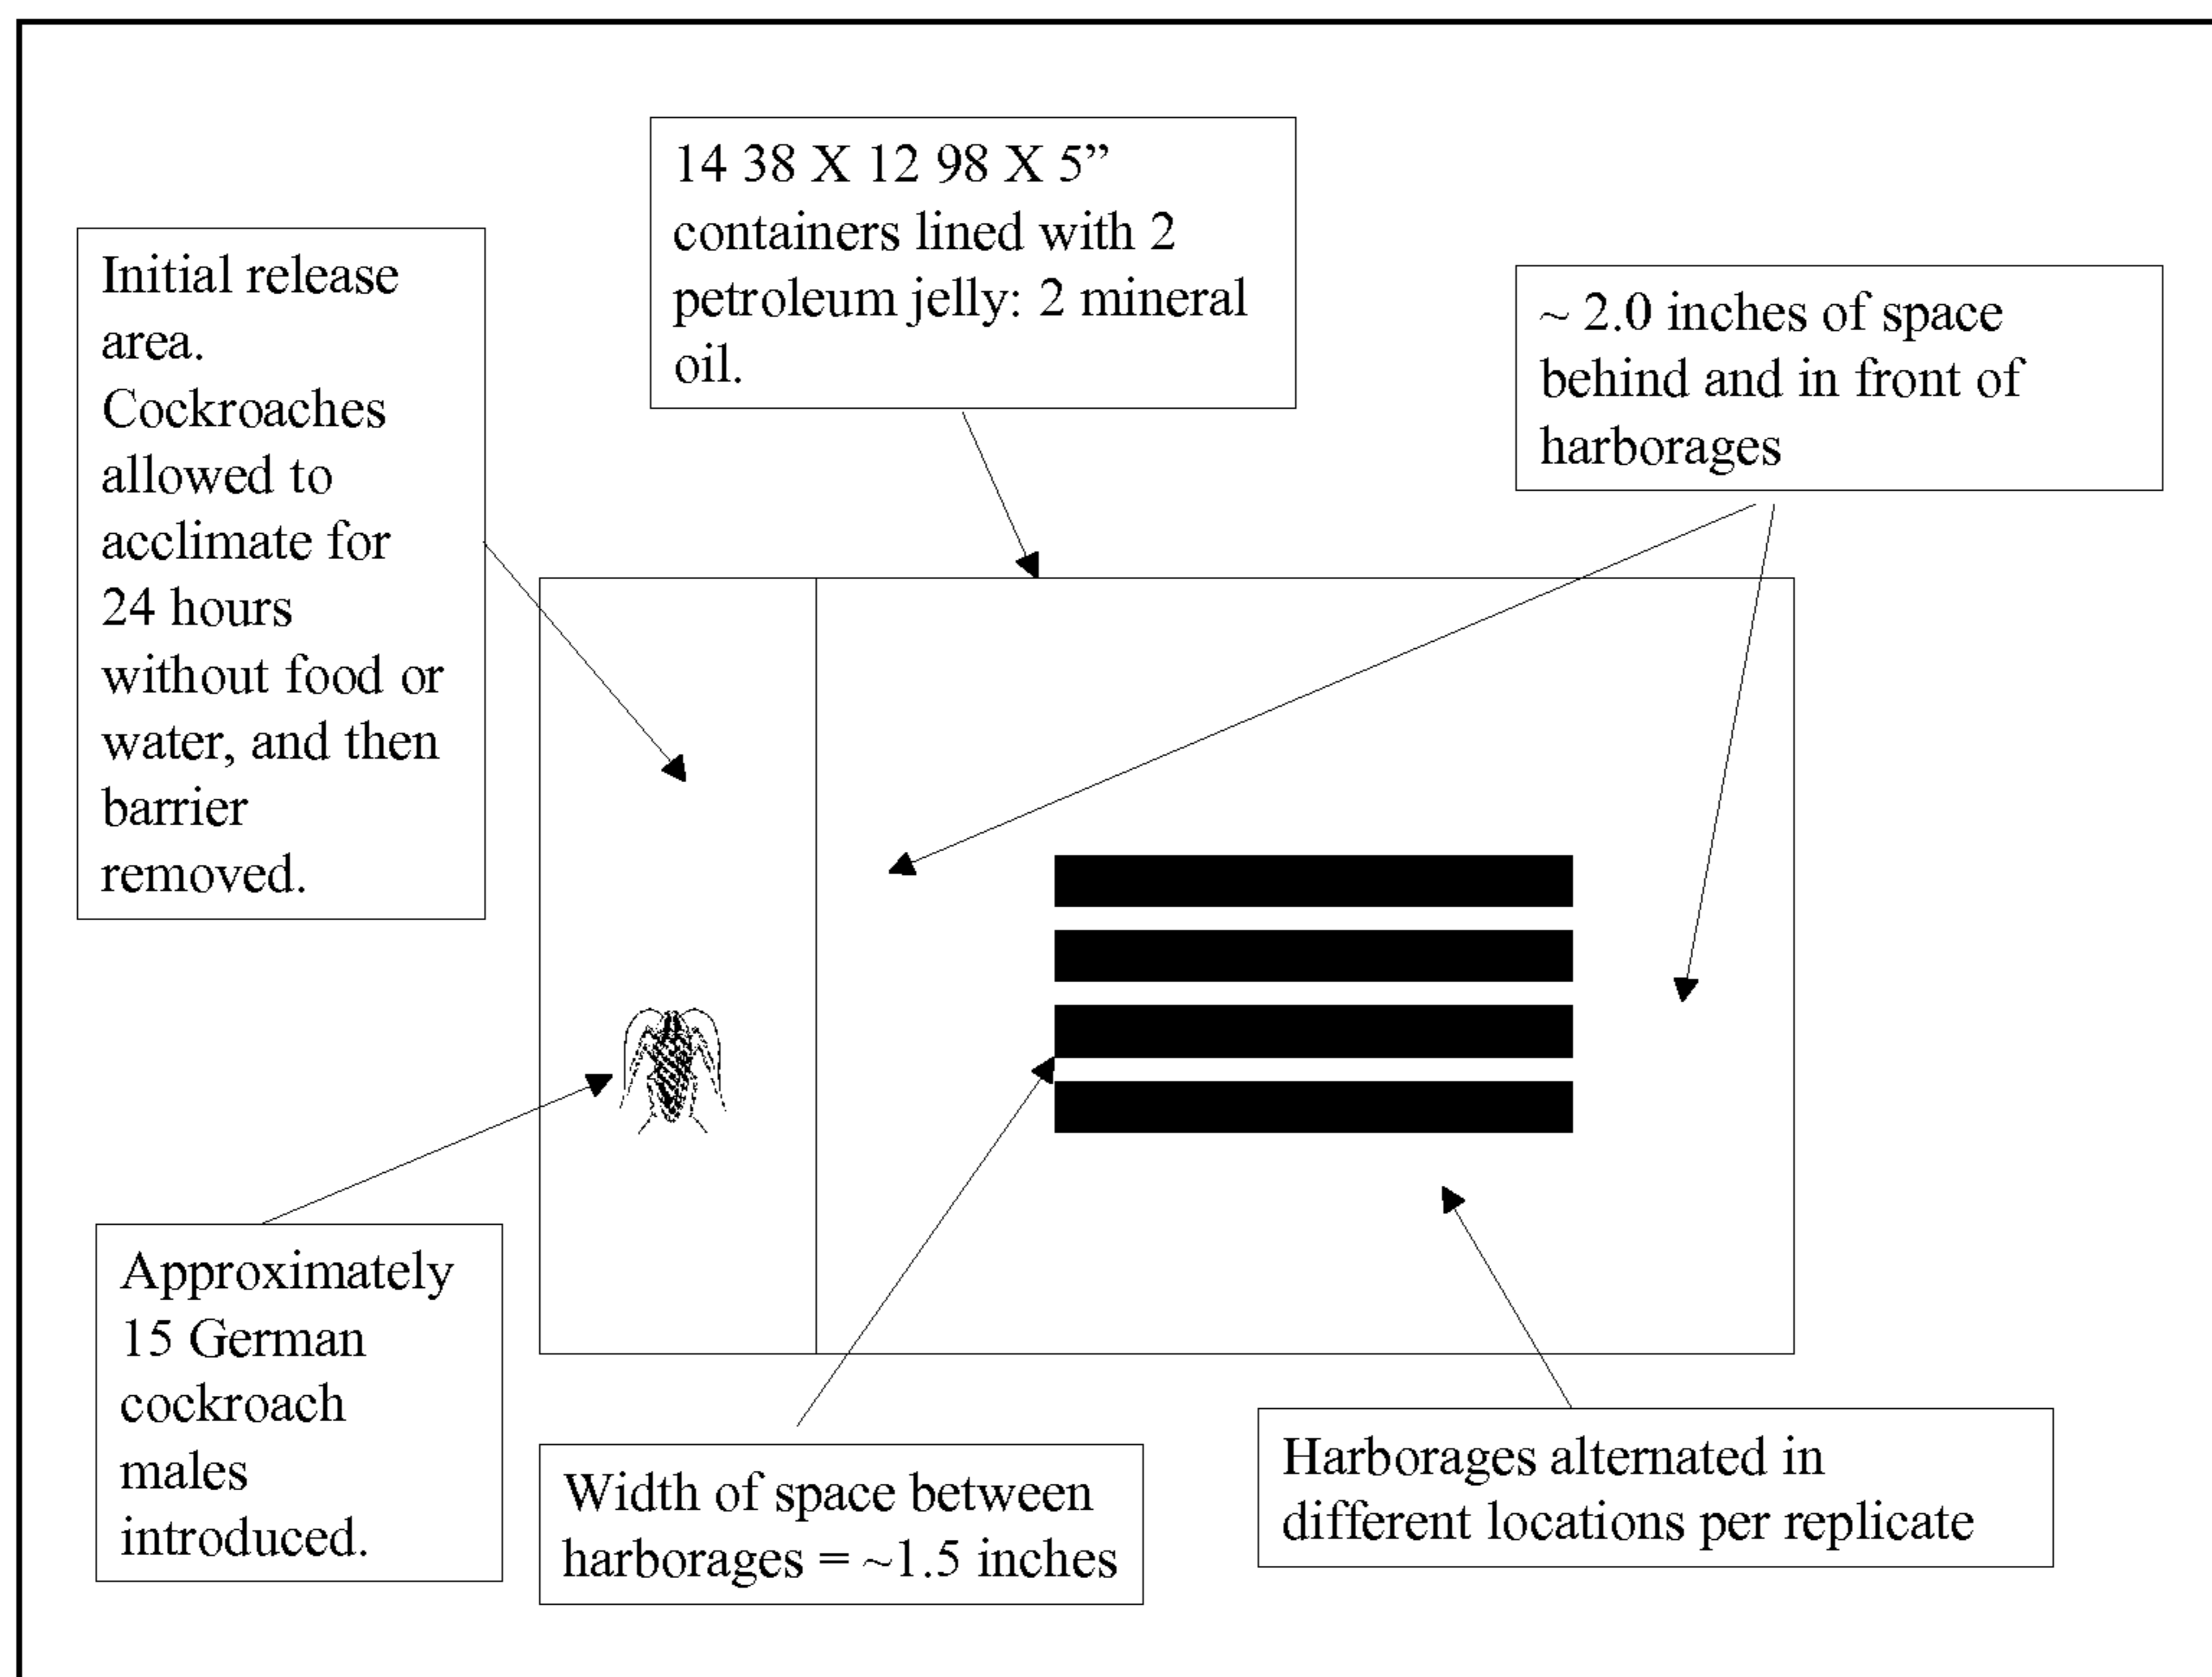 14 38 X 12 98 X 5”
containers lined with 2
petroleum jelly: 2 mineral
oil.
Initial release
area.
Cockroaches
allowed to
acclimate for
24 hours
without food or
water, and then
barrier
removed.
~ 2.0 inches of space
behind and in front of
harborages
Approximately
15 German
cockroach
males
introduced.
Width of space between
harborages = ~1.5 inches
Harborages alternated in
different locations per replicate